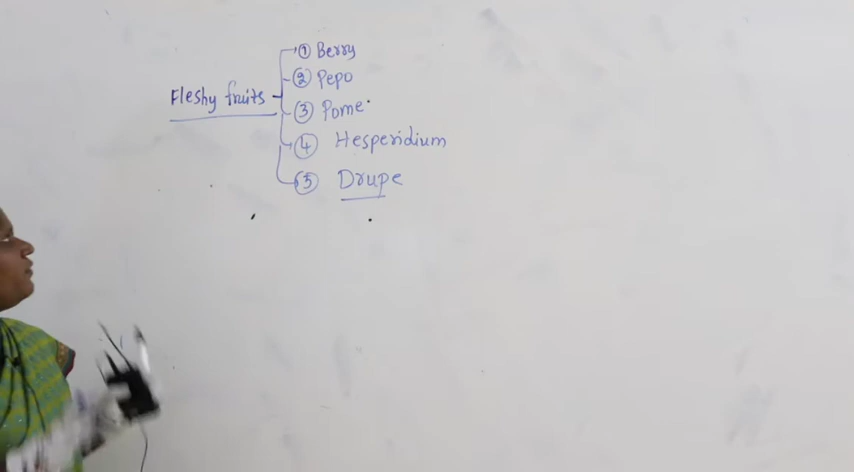 ① Berry
② Pepo
Fleshy fruits
③ Pome
④ Hesperidium
⑤ Drupe